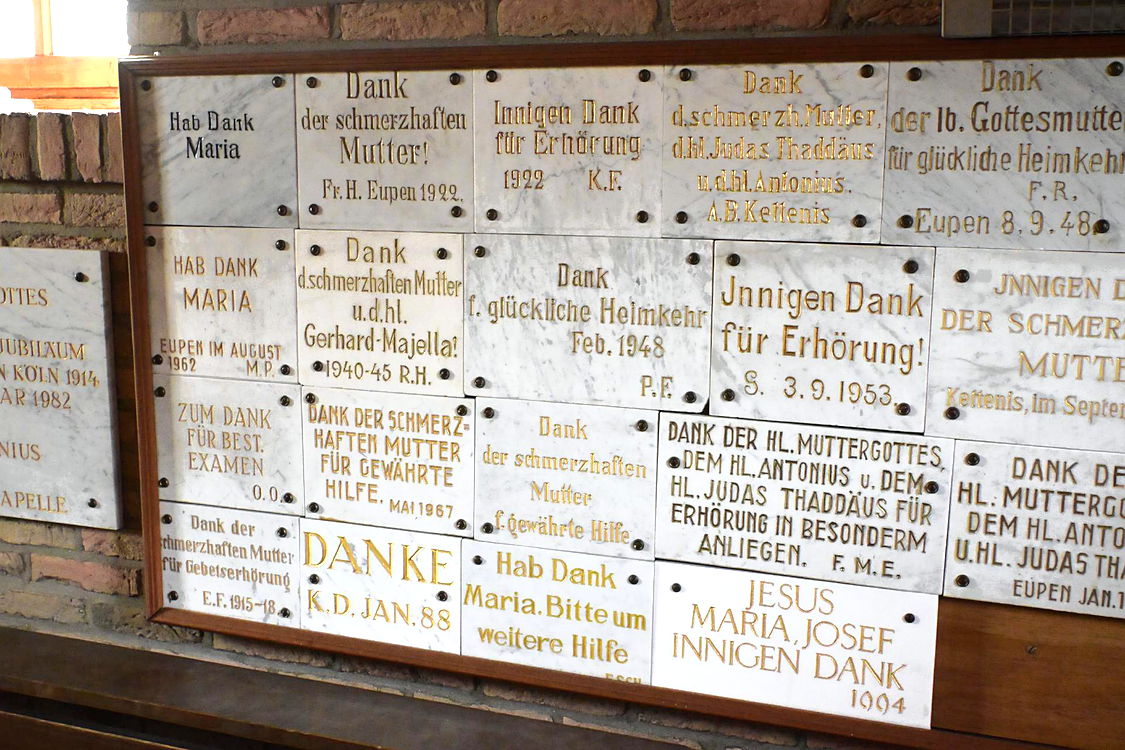 Hab Dank
Maria
Dank
der schmerzhaften
Mutter!
Fr. H. Eupen 1922.
Innigen Dank
für Erhörung
1922 K.F.
Dank
d.schmerzh.Mutter,
d.hl.Judas Thaddäus
u.d.hl.Antonius.
A.B. Kettenis
Dank
der lb. Gottesmutte
für glückliche Heimkehr
F. R.
Eupen 8.9.48.
HAB DANK
MARIA
EUPEN IM AUGUST
1962 M.P.
Dank
d.schmerzhaften Mutter
u.d.hl.
Gerhard-Majella!
1940-45 R.H.
Dank
f. glückliche Heimkehr
Feb. 1948
P.F.
Jnnigen Dank
für Erhörung!
S. 3.9.1953.
JNNIGEN D
DER SCHMERZ
MUTTE
Kettenis, im Septe
OTTES
JUBILÄUM
N KÖLN 1914
AR 1982
NIUS
APELLE
ZUM DANK
FÜR BEST.
EXAMEN
O.O.
DANK DER SCHMERZ=
HAFTEN MUTTER
FÜR GEWÄHRTE
HILFE. MAI 1967
Dank
der schmerzhaften
Mutter
f.gewährte Hilfe
DANK DER HL.MUTTERGOTTES,
DEM HL.ANTONIUS u. DEM
HL. JUDAS THADDÄUS FÜR
ERHÖRUNG IN BESONDERM
ANLIEGEN. F. M. E.
DANK DE
HL. MUTTERGO
DEM HL. ANTO
U.HL. JUDAS THA
EUPEN JAN.1
Dank der
schmerzhaften Mutter
für Gebetserhörung
E.F. 1915-18.
DANKE
K.D. JAN. 88
Hab Dank
Maria. Bitte um
weitere Hilfe
JESUS
MARIA, JOSEF
INNIGEN DANK
1994